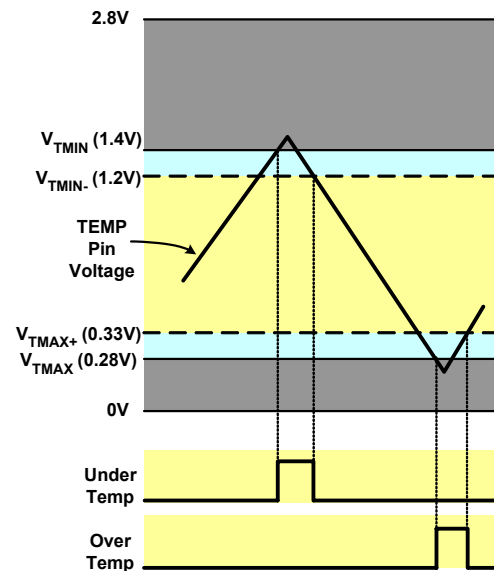 2.8V
VTMIN (1.4V)
VTMIN- (1.2V)
TEMP
Pin
Voltage
VTMAX+ (0.33V)
VTMAX (0.28V)
0V
Under
Temp
Over
Temp